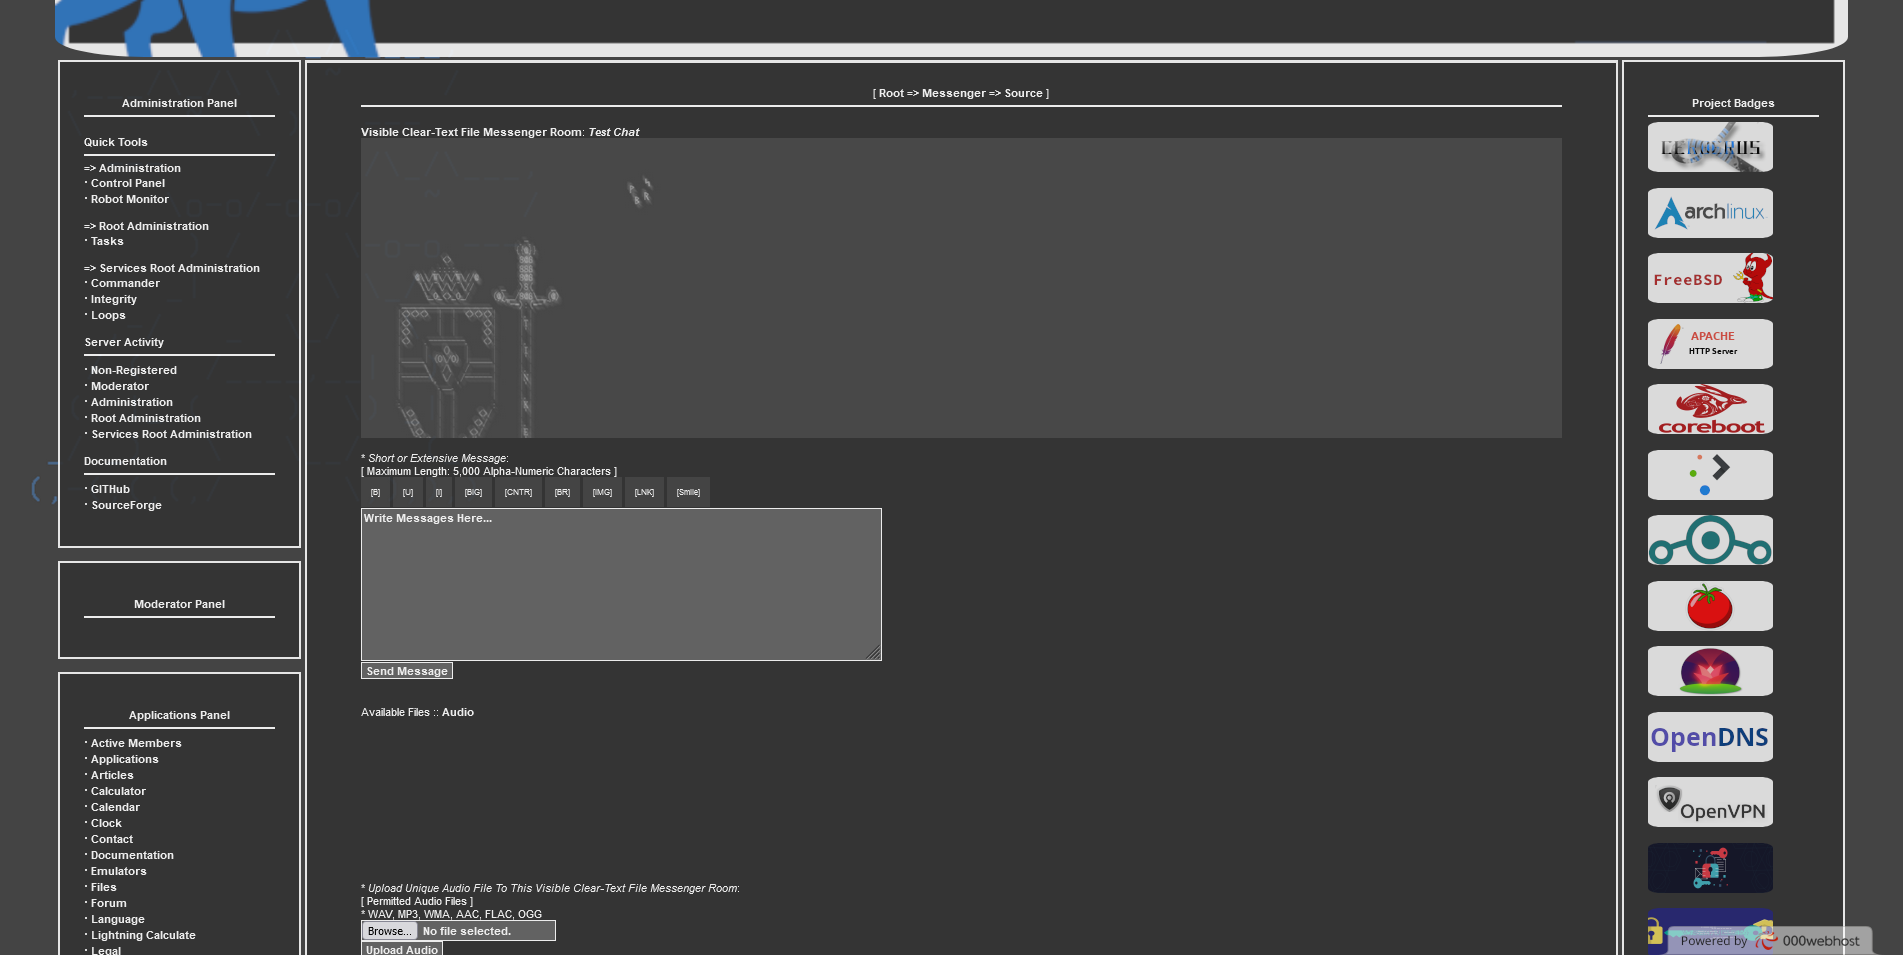 Administration Panel
Quick Tools
=> Administration
· Control Panel
· Robot Monitor
=> Root Administration
· Tasks
=> Services Root Administration
· Commander
· Integrity
· Loops
Server Activity
· Non-Registered
· Moderator
· Administration
· Root Administration
· Services Root Administration
Documentation
· GITHub
· SourceForge
Moderator Panel
Applications Panel
· Active Members
· Applications
· Articles
· Calculator
· Calendar
· Clock
· Contact
· Documentation
· Emulators
· Files
· Forum
· Language
· Lightning Calculate
· Legal
[ Root => Messenger => Source ]
Visible Clear-Text File Messenger Room: Test Chat
* Short or Extensive Message:
[ Maximum Length: 5,000 Alpha-Numeric Characters ]
[B] [U] [I] [BIG] [CNTR] [BR] [IMG] [LNK] [Smile]
Write Messages Here...
Send Message
Available Files :: Audio
* Upload Unique Audio File To This Visible Clear-Text File Messenger Room:
[ Permitted Audio Files ]
* WAV, MP3, WMA, AAC, FLAC, OGG
Browse... No file selected.
Upload Audio
Project Badges
CERBERUS
archlinux
FreeBSD
APACHE
HTTP Server
coreboot
OpenDNS
OpenVPN
Powered by 000webhost